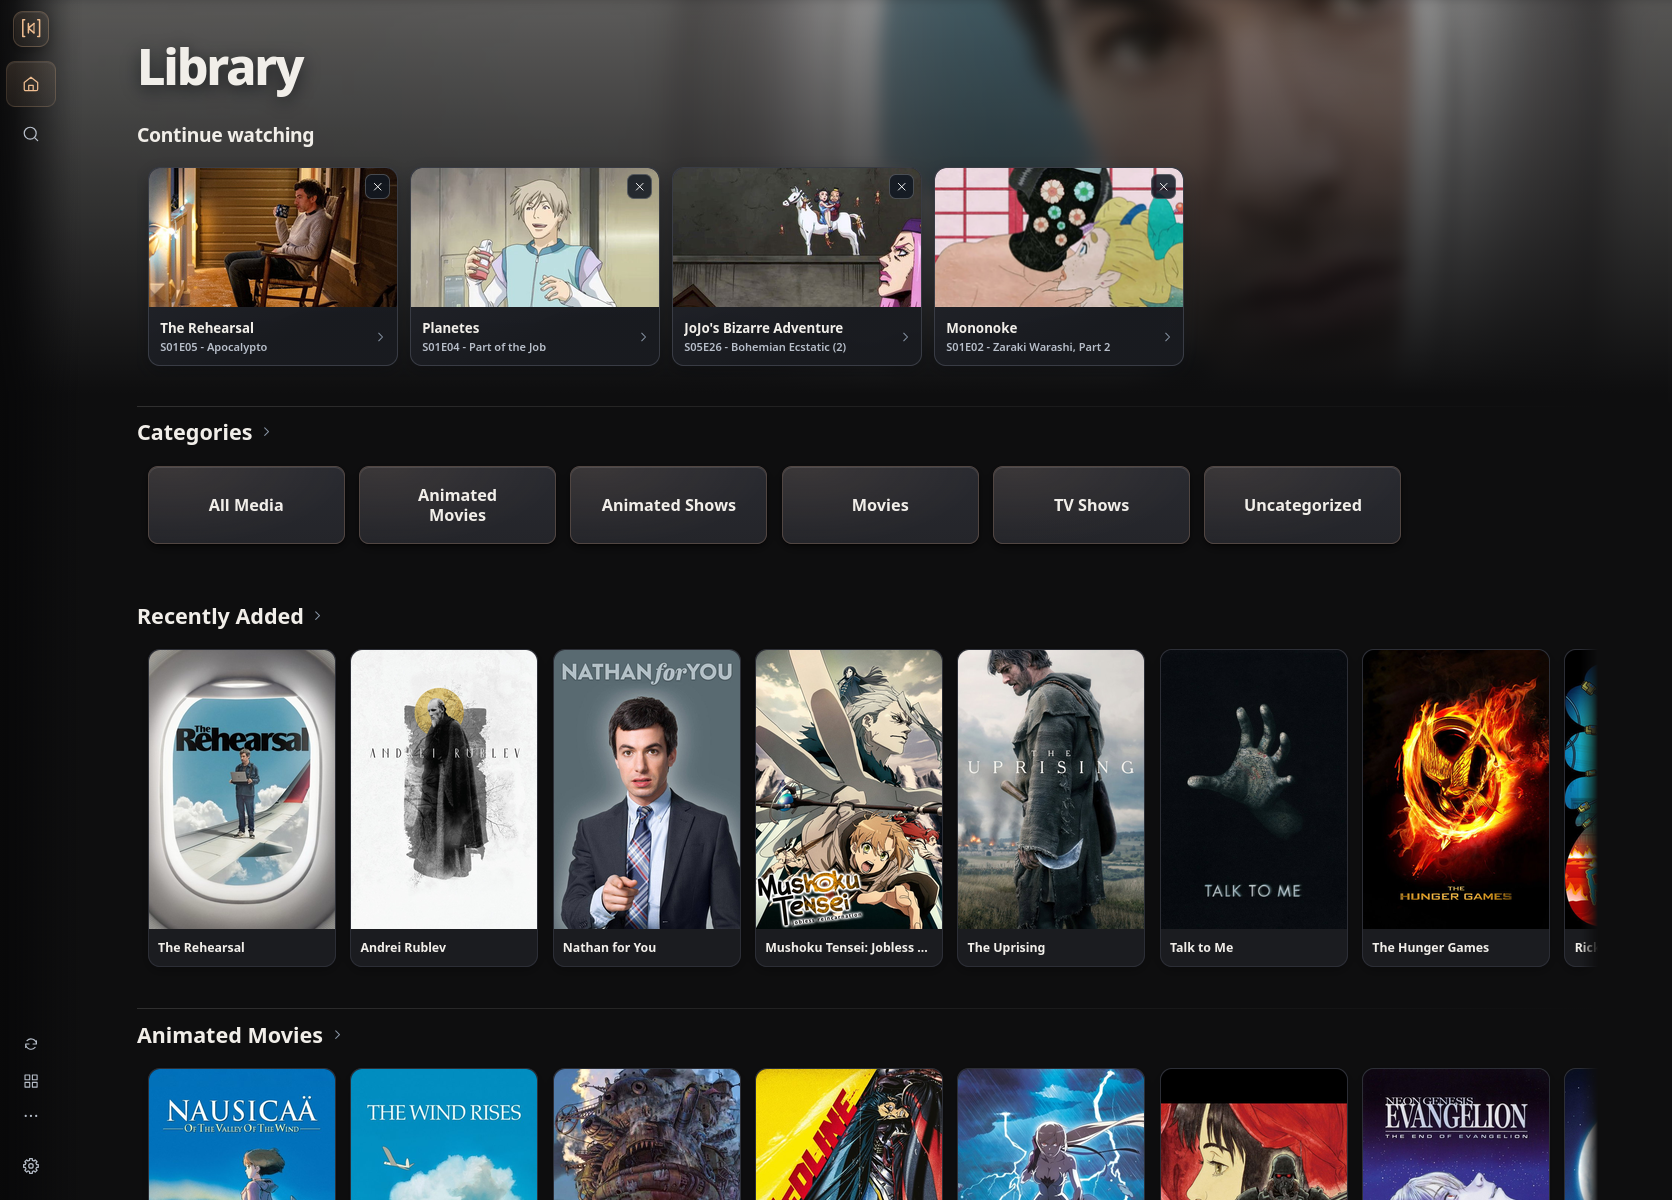 Library
Continue watching
The Rehearsal
S01E05 - Apocalypto
Planetes
S01E04 - Part of the Job
JoJo's Bizarre Adventure
S05E26 - Bohemian Ecstatic (2)
Mononoke
S01E02 - Zaraki Warashi, Part 2
Categories
All Media
Animated
Movies
Animated Shows
Movies
TV Shows
Uncategorized
Recently Added
The
Rehearsal
The Rehearsal
ANDREI RUBLEV
Andrei Rublev
NATHAN for YOU
Nathan for You
Mushoku
Tensei
jobless reincarnation
Mushoku Tensei: Jobless ...
THE
UPRISING
The Uprising
TALK TO ME
Talk to Me
THE
HUNGER GAMES
The Hunger Games
Ric
Animated Movies
NAUSICAÄ
OF THE VALLEY OF THE WIND
THE WIND RISES
EDLINE
NEON GENESIS
EVANGELION
THE END OF EVANGELION